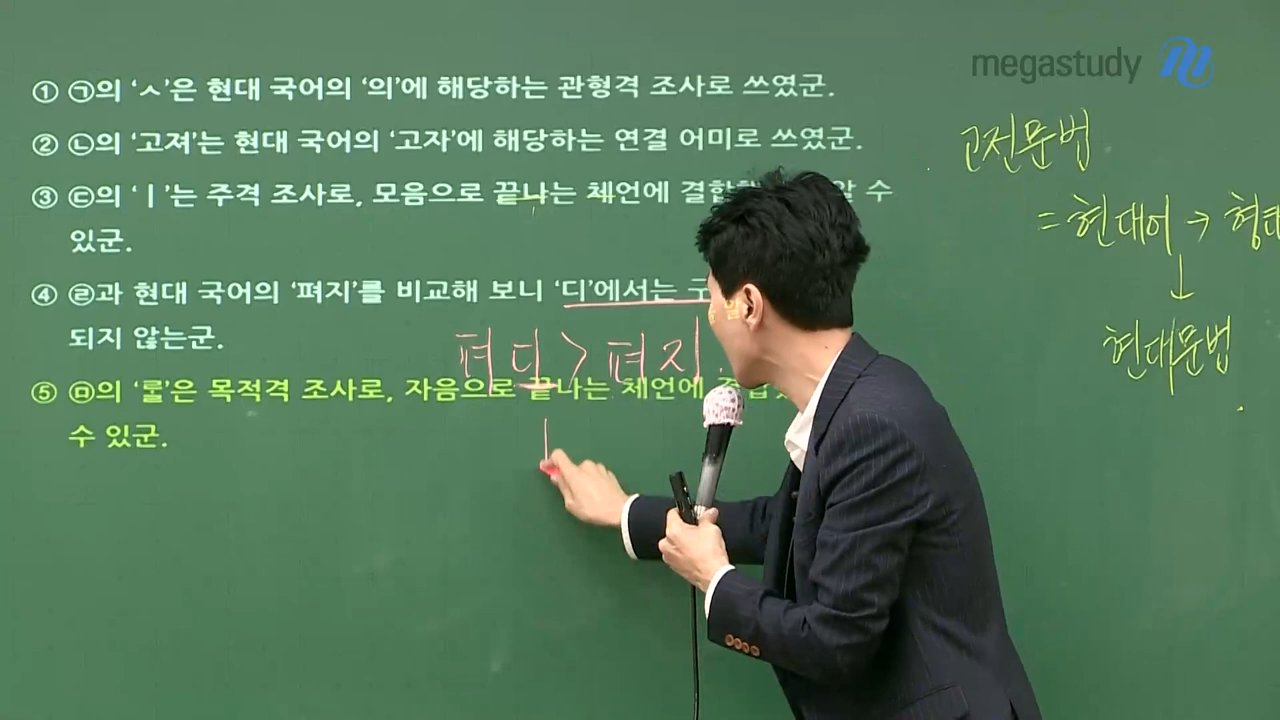 megastudy
① ㉠의 ‘ㅅ’은 현대 국어의 ‘의’에 해당하는 관형격 조사로 쓰였군.
② ㉡의 ‘고져’는 현대 국어의 ‘고자’에 해당하는 연결 어미로 쓰였군.
③ ㉢의 ‘ㅣ’는 주격 조사로, 모음으로 끝나는 체언에 수
있군.
④ ㉣과 현대 국어의 ‘펴지’를 비교해 보니 ‘디’에서는
되지 않는군.
펴디 > 펴지
⑤ ㉤의 ‘ᄅᆞᆯ’은 목적격 조사로, 자음으로 끝나는 체언에
수 있군.
고전문법
= 현대어 →
↓
현대문법